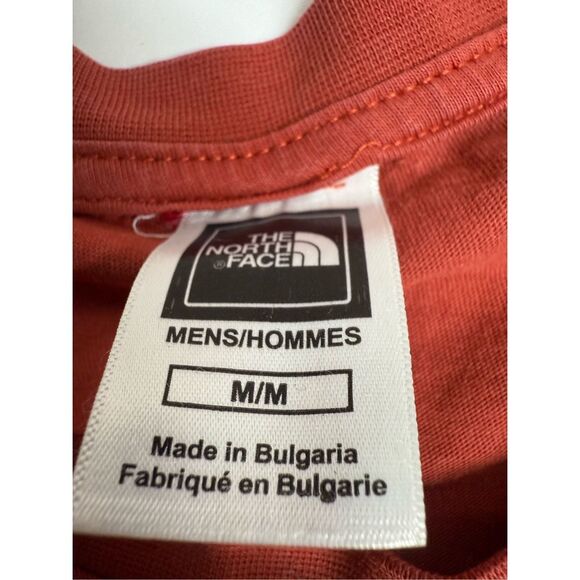 THE
NORTH
®FACE
MENS/HOMMES
M/M
Made in Bulgaria
Fabriqué en Bulgarie